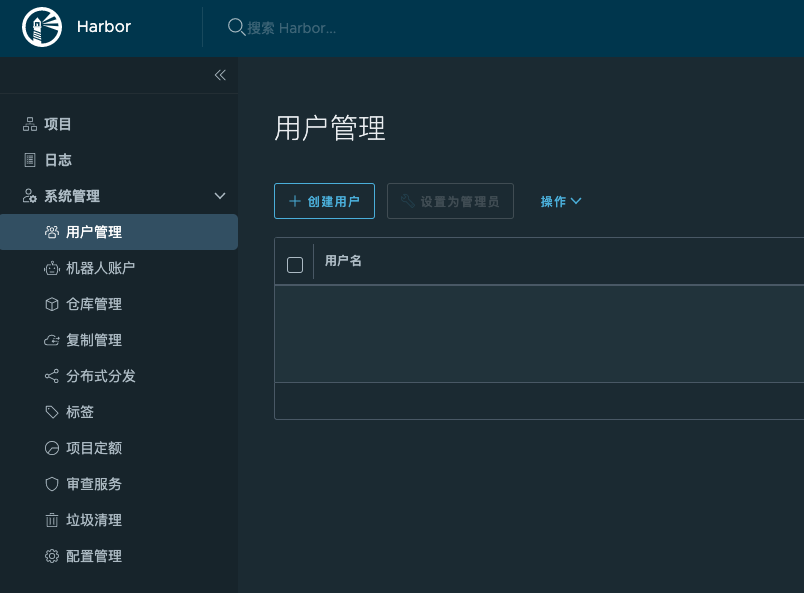 Harbor
搜索 Harbor...
项目
日志
系统管理
用户管理
机器人账户
仓库管理
复制管理
分布式分发
标签
项目定额
审查服务
垃圾清理
配置管理
用户管理
创建用户
设置为管理员
操作
用户名